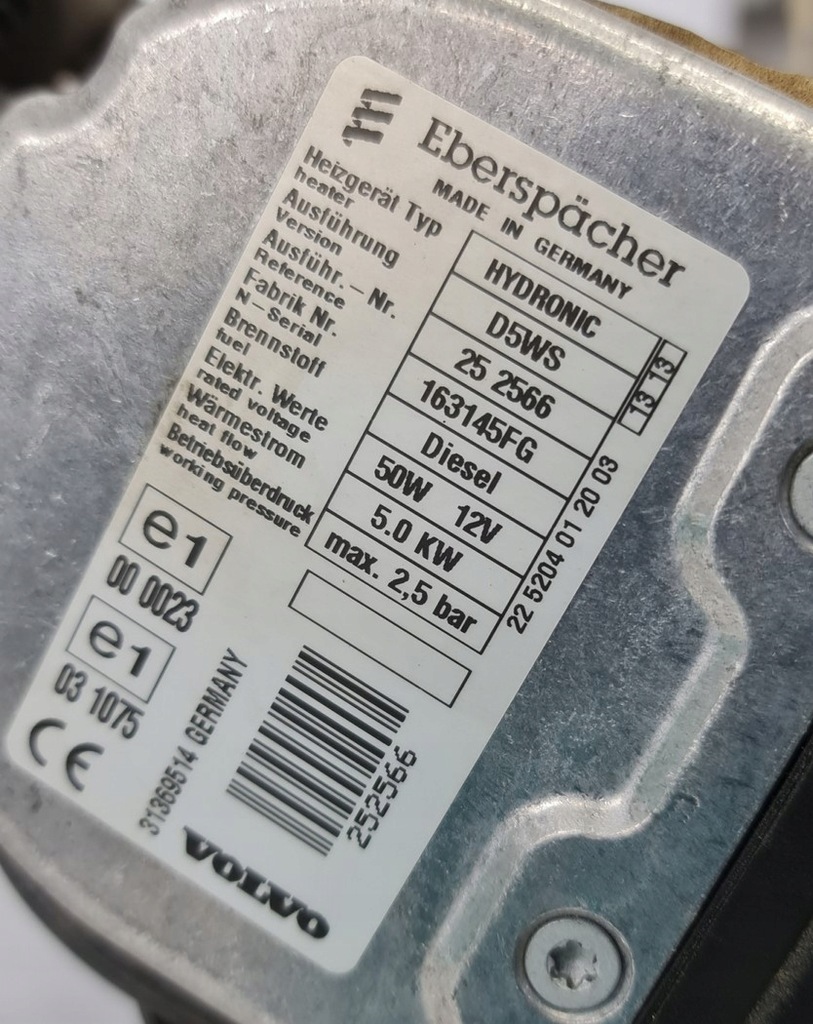 Eberspächer
MADE IN GERMANY
Heizgerät Typ
heater
HYDRONIC
Ausführung
Version
D5WS
Ausführ. – Nr.
Reference
25 2566
Fabrik Nr.
N – Serial
163145FG
Brennstoff
fuel
Diesel
Elektr. Werte
rated voltage
50W 12V
Wärmestrom
heat flow
5.0 KW
Betriebsüberdruck
working pressure
max. 2,5 bar
13 13
22 5204 01 20 03
e1
00 0023
e1
03 1075
CE
31369514 GERMANY
252566
VOLVO